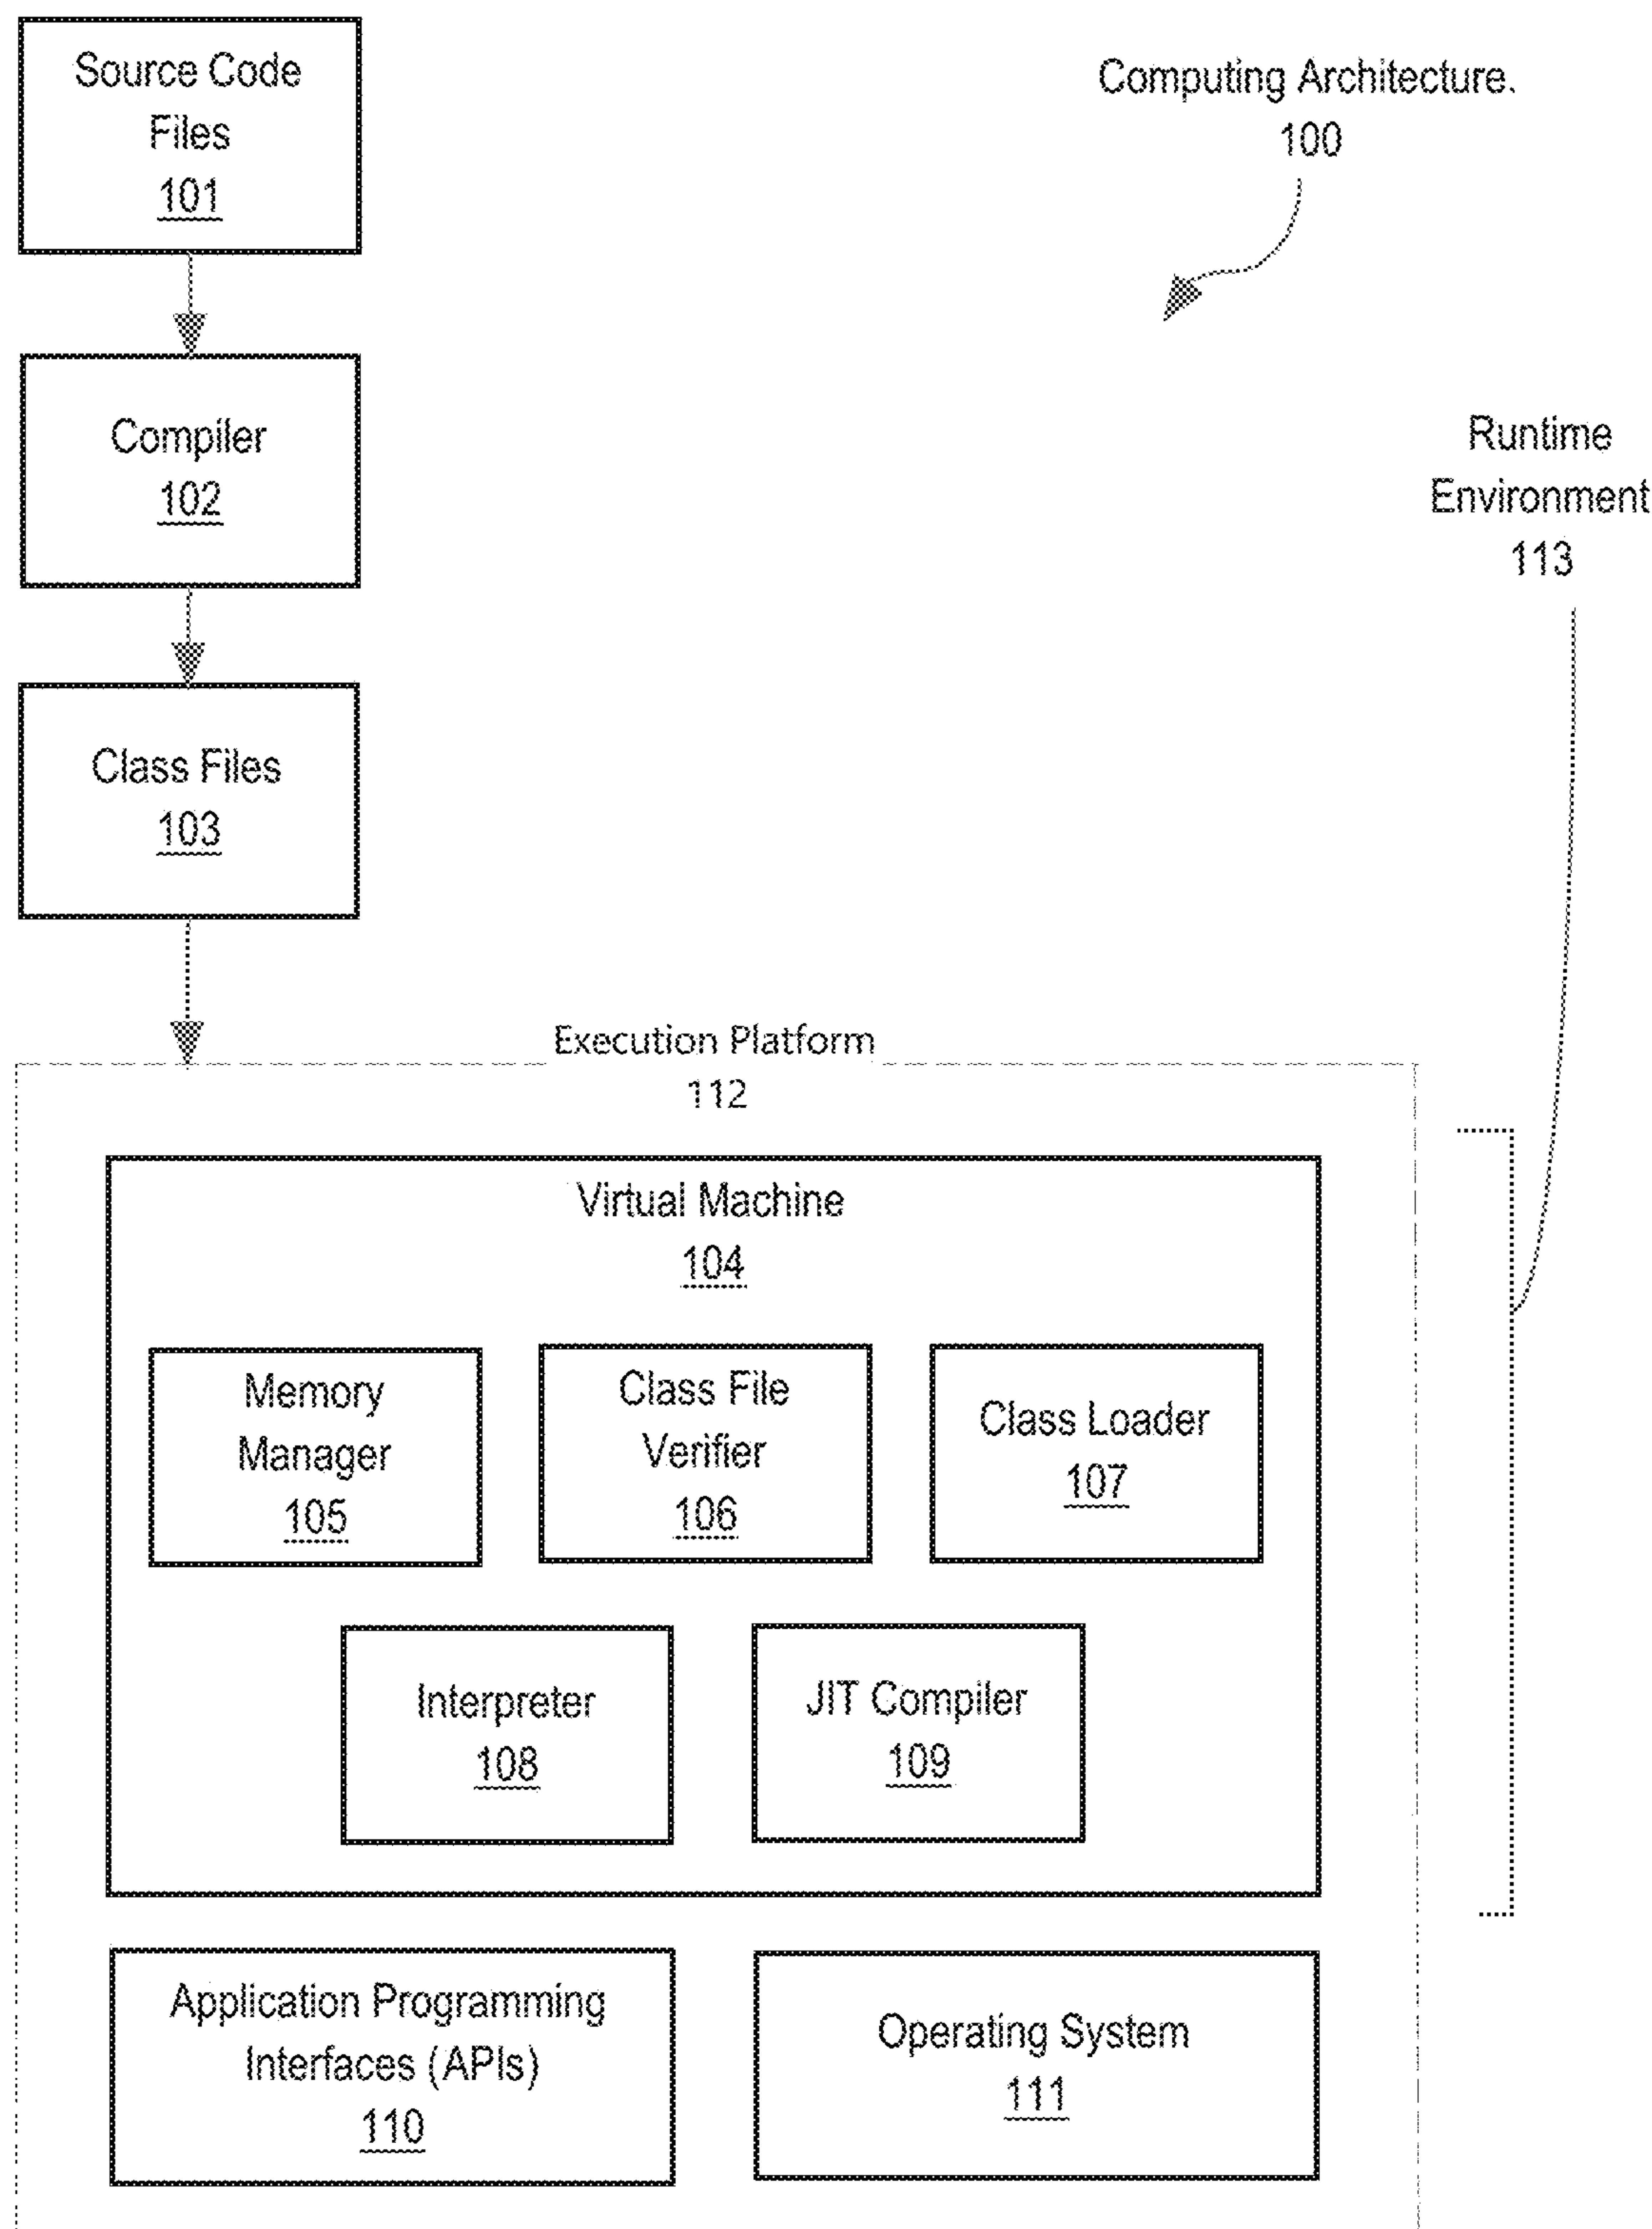 Source Code
Files
101
Computing Architecture.
100
Compiler
102
Runtime
Environment
113
Class Files
103
Execution Platform
112
Virtual Machine
104
Memory
Manager
105
Class File
Verifier
106
Class Loader
107
Interpreter
108
JIT Compiler
109
Application Programming
Interfaces (APIs)
110
Operating System
111